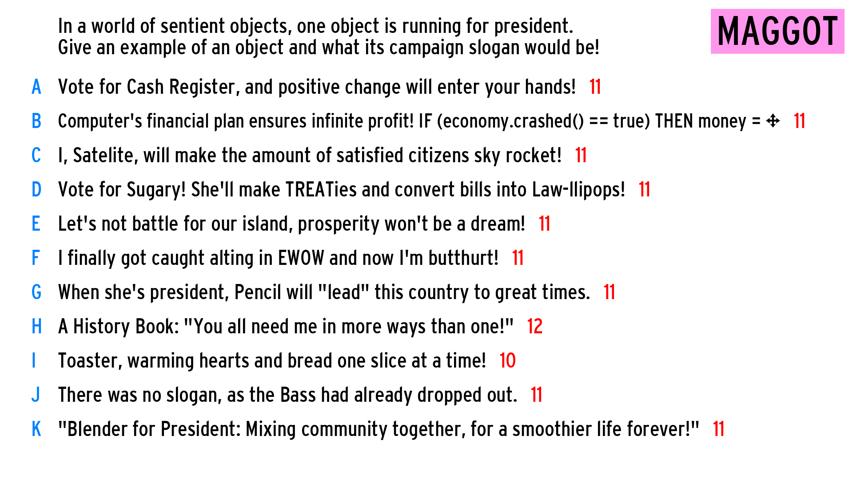 In a world of sentient objects, one object is running for president.
Give an example of an object and what its campaign slogan would be!
MAGGOT
A Vote for Cash Register, and positive change will enter your hands! 11
B Computer's financial plan ensures infinite profit! IF (economy.crashed() == true) THEN money = ✣ 11
C I, Satelite, will make the amount of satisfied citizens sky rocket! 11
D Vote for Sugary! She'll make TREATies and convert bills into Law-llipops! 11
E Let's not battle for our island, prosperity won't be a dream! 11
F I finally got caught alting in EWOW and now I'm butthurt! 11
G When she's president, Pencil will "lead" this country to great times. 11
H A History Book: "You all need me in more ways than one!" 12
I Toaster, warming hearts and bread one slice at a time! 10
J There was no slogan, as the Bass had already dropped out. 11
K "Blender for President: Mixing community together, for a smoothier life forever!" 11